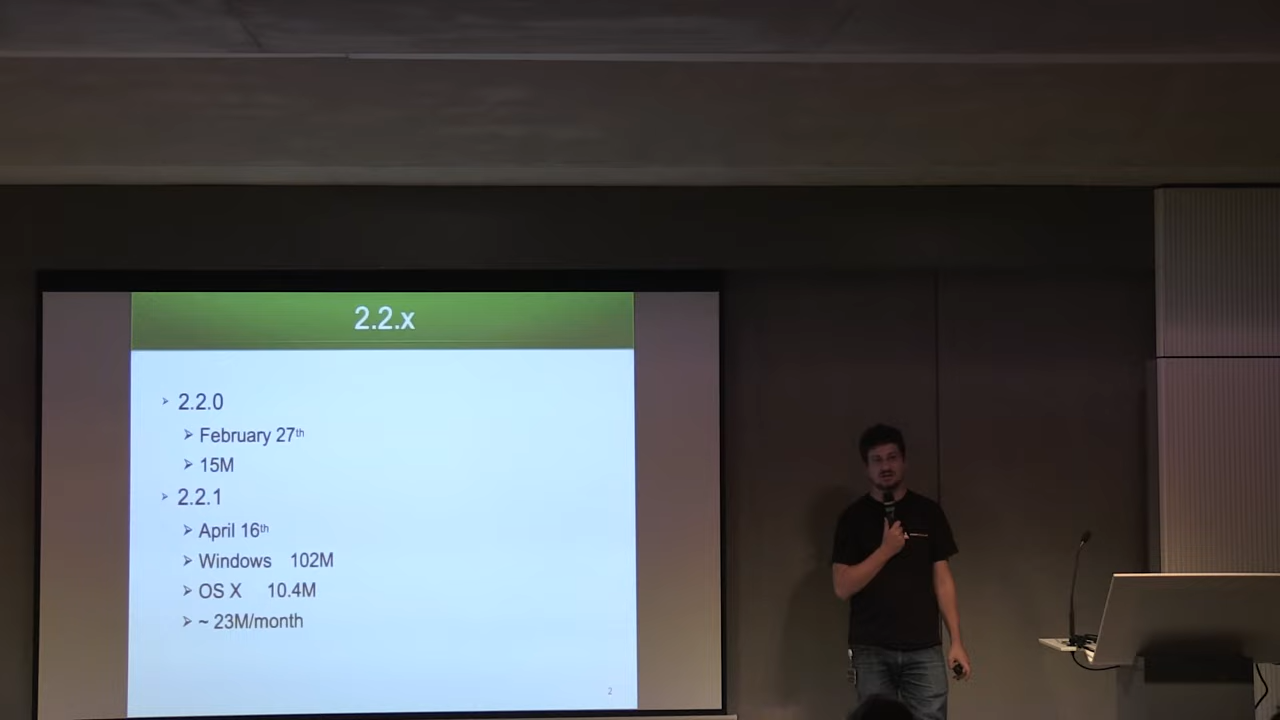 2.2.x
➢ 2.2.0
➢ February 27th
➢ 15M
➢ 2.2.1
➢ April 16th
➢ Windows 102M
➢ OS X 10.4M
➢ ~ 23M/month
2